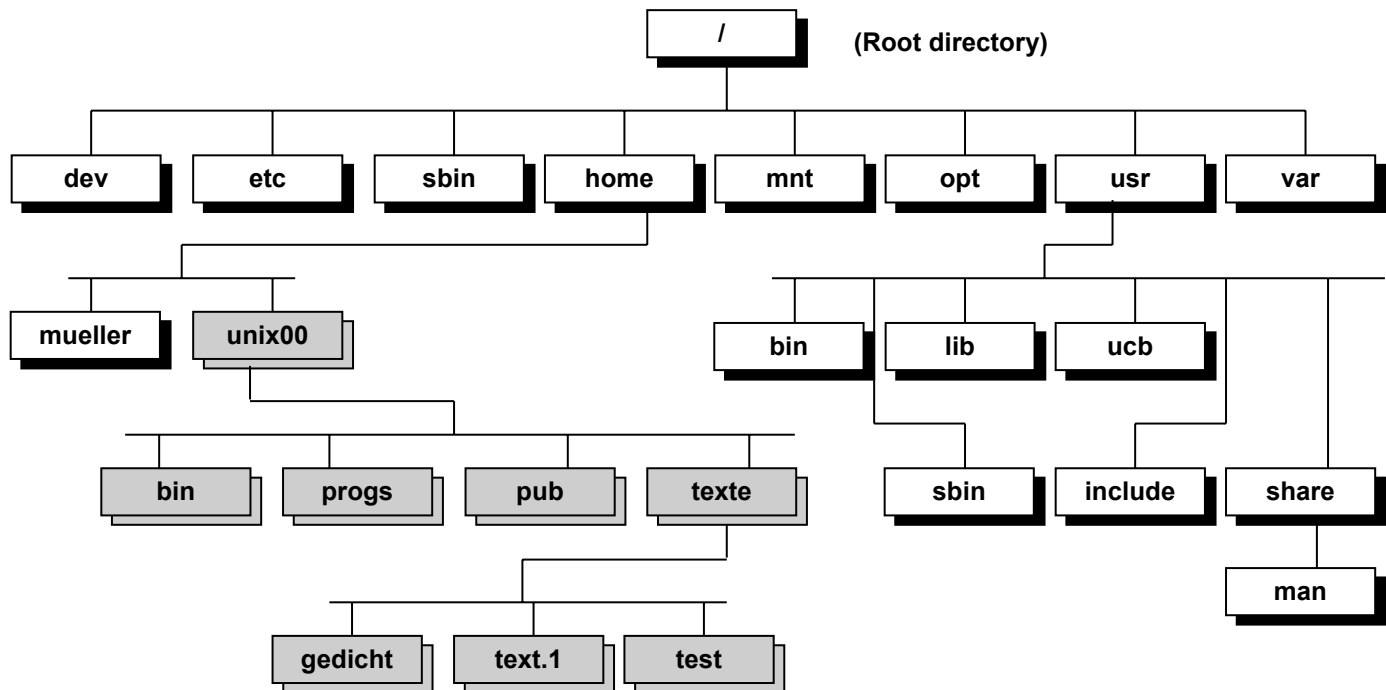 /
(Root directory)
dev
etc
sbin
home
mnt
opt
usr
var
mueller
unix00
bin
lib
ucb
bin
progs
pub
texte
sbin
include
share
man
gedicht
text.1
test